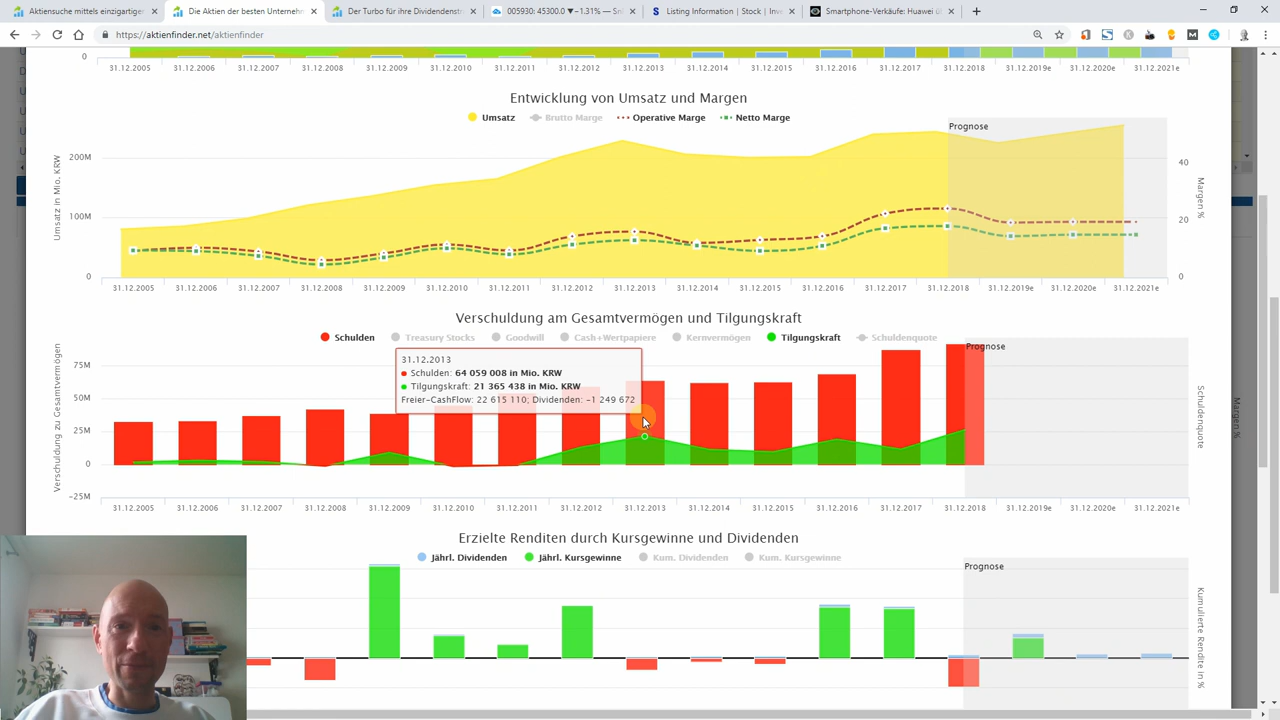 Aktiensuche mittels einzigartiger
Die Aktien der besten Unternehm
Der Turbo für ihre Dividendenstr
005930: 45300.0 ▼−1.31% — Sni
Listing Information | Stock | Inve
Smartphone-Verkäufe: Huawei ü
https://aktienfinder.net/aktienfinder
0
31.12.2005 31.12.2006 31.12.2007 31.12.2008 31.12.2009 31.12.2010 31.12.2011 31.12.2012 31.12.2013 31.12.2014 31.12.2015 31.12.2016 31.12.2017 31.12.2018 31.12.2019e 31.12.2020e 31.12.2021e
Entwicklung von Umsatz und Margen
Umsatz Brutto Marge Operative Marge Netto Marge
Prognose
Umsatz in Mio. KRW
200M
100M
0
40
20
0
Margen %
31.12.2005 31.12.2006 31.12.2007 31.12.2008 31.12.2009 31.12.2010 31.12.2011 31.12.2012 31.12.2013 31.12.2014 31.12.2015 31.12.2016 31.12.2017 31.12.2018 31.12.2019e 31.12.2020e 31.12.2021e
Verschuldung am Gesamtvermögen und Tilgungskraft
Schulden Treasury Stocks Goodwill Cash+Wertpapiere Kernvermögen Tilgungskraft Schuldenquote
Prognose
Verschuldung zu Gesamtvermögen
75M
50M
25M
0
−25M
31.12.2013
Schulden: 64 059 008 in Mio. KRW
Tilgungskraft: 21 365 438 in Mio. KRW
Freier-CashFlow: 22 615 110; Dividenden: −1 249 672
Schuldenquote
Margen %
31.12.2005 31.12.2006 31.12.2007 31.12.2008 31.12.2009 31.12.2010 31.12.2011 31.12.2012 31.12.2013 31.12.2014 31.12.2015 31.12.2016 31.12.2017 31.12.2018 31.12.2019e 31.12.2020e 31.12.2021e
Erzielte Renditen durch Kursgewinne und Dividenden
Jährl. Dividenden Jährl. Kursgewinne Kum. Dividenden Kum. Kursgewinne
Prognose
Kumulierte Rendite in %